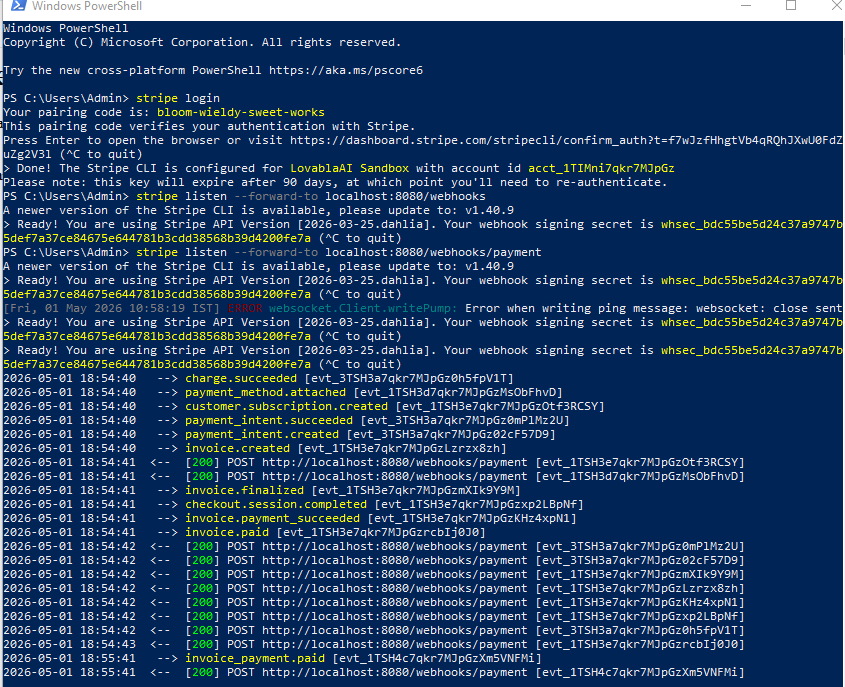 Windows PowerShell
Windows PowerShell
Copyright (C) Microsoft Corporation. All rights reserved.
Try the new cross-platform PowerShell https://aka.ms/pscore6
PS C:\Users\Admin> stripe login
Your pairing code is: bloom-wieldy-sweet-works
This pairing code verifies your authentication with Stripe.
Press Enter to open the browser or visit https://dashboard.stripe.com/stripecli/confirm_auth?t=f7wJzfHhgtVb4qRQhJXwU0FdZ
uZg2V3l (^C to quit)
> Done! The Stripe CLI is configured for LovablaAI Sandbox with account id acct_1TIMni7qkr7MJpGz
Please note: this key will expire after 90 days, at which point you'll need to re-authenticate.
PS C:\Users\Admin> stripe listen --forward-to localhost:8080/webhooks
A newer version of the Stripe CLI is available, please update to: v1.40.9
> Ready! You are using Stripe API Version [2026-03-25.dahlia]. Your webhook signing secret is whsec_bdc55be5d24c37a9747b
5def7a37ce84675e644781b3cdd38568b39d4200fe7a (^C to quit)
PS C:\Users\Admin> stripe listen --forward-to localhost:8080/webhooks/payment
A newer version of the Stripe CLI is available, please update to: v1.40.9
> Ready! You are using Stripe API Version [2026-03-25.dahlia]. Your webhook signing secret is whsec_bdc55be5d24c37a9747b
5def7a37ce84675e644781b3cdd38568b39d4200fe7a (^C to quit)
[Fri, 01 May 2026 10:58:19 IST] ERROR websocket.Client.writePump: Error when writing ping message: websocket: close sent
> Ready! You are using Stripe API Version [2026-03-25.dahlia]. Your webhook signing secret is whsec_bdc55be5d24c37a9747b
5def7a37ce84675e644781b3cdd38568b39d4200fe7a (^C to quit)
> Ready! You are using Stripe API Version [2026-03-25.dahlia]. Your webhook signing secret is whsec_bdc55be5d24c37a9747b
5def7a37ce84675e644781b3cdd38568b39d4200fe7a (^C to quit)
2026-05-01 18:54:40   --> charge.succeeded [evt_3TSH3a7qkr7MJpGz0h5fpV1T]
2026-05-01 18:54:40   --> payment_method.attached [evt_1TSH3d7qkr7MJpGzMsObFhvD]
2026-05-01 18:54:40   --> customer.subscription.created [evt_1TSH3e7qkr7MJpGzOtf3RCSY]
2026-05-01 18:54:40   --> payment_intent.succeeded [evt_3TSH3a7qkr7MJpGz0mPlMz2U]
2026-05-01 18:54:40   --> payment_intent.created [evt_3TSH3a7qkr7MJpGz02cF57D9]
2026-05-01 18:54:40   --> invoice.created [evt_1TSH3e7qkr7MJpGzLzrzx8zh]
2026-05-01 18:54:41  <--  [200] POST http://localhost:8080/webhooks/payment [evt_1TSH3e7qkr7MJpGzOtf3RCSY]
2026-05-01 18:54:41  <--  [200] POST http://localhost:8080/webhooks/payment [evt_1TSH3d7qkr7MJpGzMsObFhvD]
2026-05-01 18:54:41   --> invoice.finalized [evt_1TSH3e7qkr7MJpGzmXIk9Y9M]
2026-05-01 18:54:41   --> checkout.session.completed [evt_1TSH3e7qkr7MJpGzxp2LBpNf]
2026-05-01 18:54:41   --> invoice.payment_succeeded [evt_1TSH3e7qkr7MJpGzKHz4xpN1]
2026-05-01 18:54:41   --> invoice.paid [evt_1TSH3e7qkr7MJpGzrcbIj0J0]
2026-05-01 18:54:42  <--  [200] POST http://localhost:8080/webhooks/payment [evt_3TSH3a7qkr7MJpGz0mPlMz2U]
2026-05-01 18:54:42  <--  [200] POST http://localhost:8080/webhooks/payment [evt_3TSH3a7qkr7MJpGz02cF57D9]
2026-05-01 18:54:42  <--  [200] POST http://localhost:8080/webhooks/payment [evt_1TSH3e7qkr7MJpGzmXIk9Y9M]
2026-05-01 18:54:42  <--  [200] POST http://localhost:8080/webhooks/payment [evt_1TSH3e7qkr7MJpGzLzrzx8zh]
2026-05-01 18:54:42  <--  [200] POST http://localhost:8080/webhooks/payment [evt_1TSH3e7qkr7MJpGzKHz4xpN1]
2026-05-01 18:54:42  <--  [200] POST http://localhost:8080/webhooks/payment [evt_1TSH3e7qkr7MJpGzxp2LBpNf]
2026-05-01 18:54:42  <--  [200] POST http://localhost:8080/webhooks/payment [evt_3TSH3a7qkr7MJpGz0h5fpV1T]
2026-05-01 18:54:43  <--  [200] POST http://localhost:8080/webhooks/payment [evt_1TSH3e7qkr7MJpGzrcbIj0J0]
2026-05-01 18:55:41   --> invoice_payment.paid [evt_1TSH4c7qkr7MJpGzXm5VNFMi]
2026-05-01 18:55:41  <--  [200] POST http://localhost:8080/webhooks/payment [evt_1TSH4c7qkr7MJpGzXm5VNFMi]